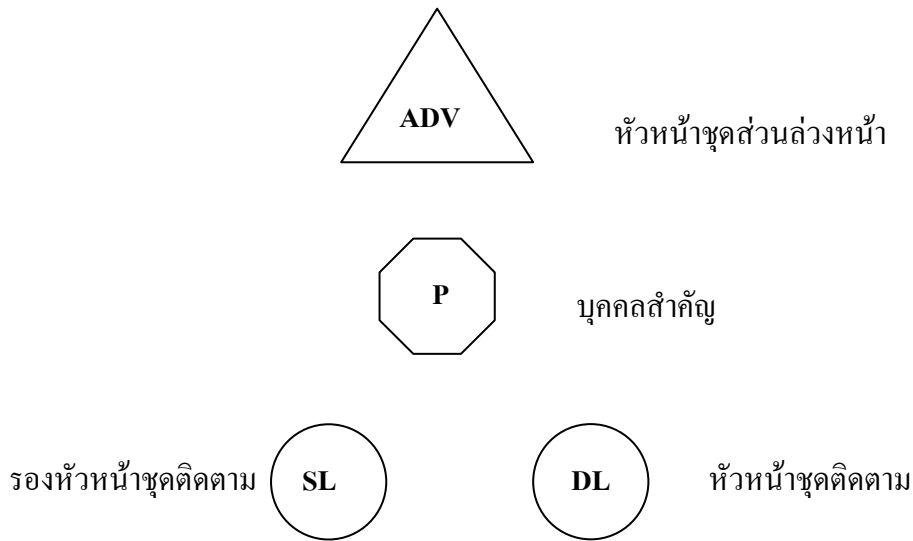 ADV
หัวหน้าชุดส่วนล่วงหน้า
P
บุคคลสำคัญ
รองหัวหน้าชุดติดตาม SL DL หัวหน้าชุดติดตาม